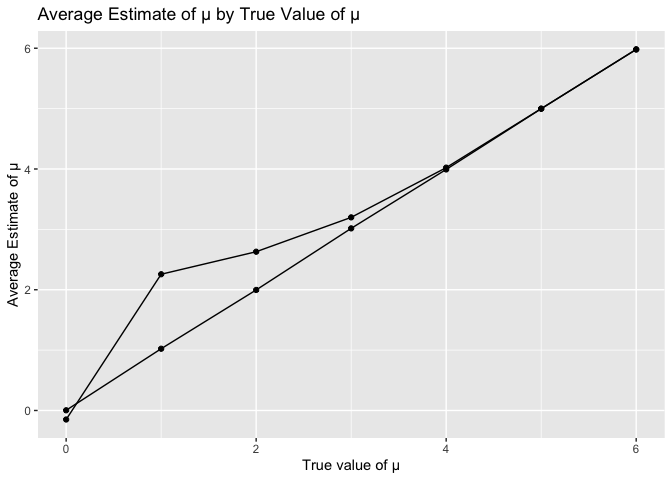 Average Estimate of μ by True Value of μ
Average Estimate of μ
6
4
2
0
0
2
4
6
True value of μ